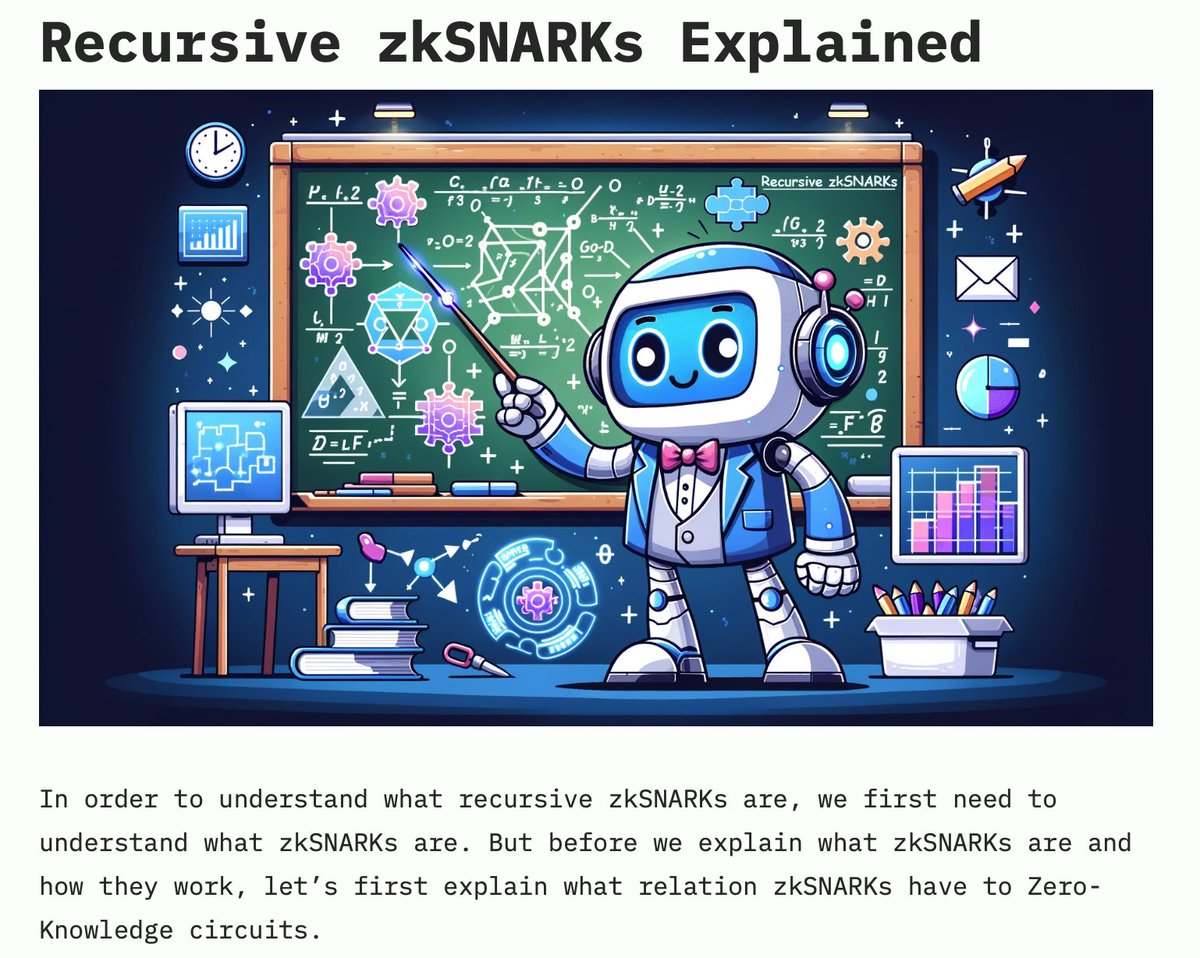 Recursive zkSNARKs Explained
Recursive zkSNARKs
In order to understand what recursive zkSNARKs are, we first need to
understand what zkSNARKs are. But before we explain what zkSNARKs are and
how they work, let’s first explain what relation zkSNARKs have to Zero-
Knowledge circuits.